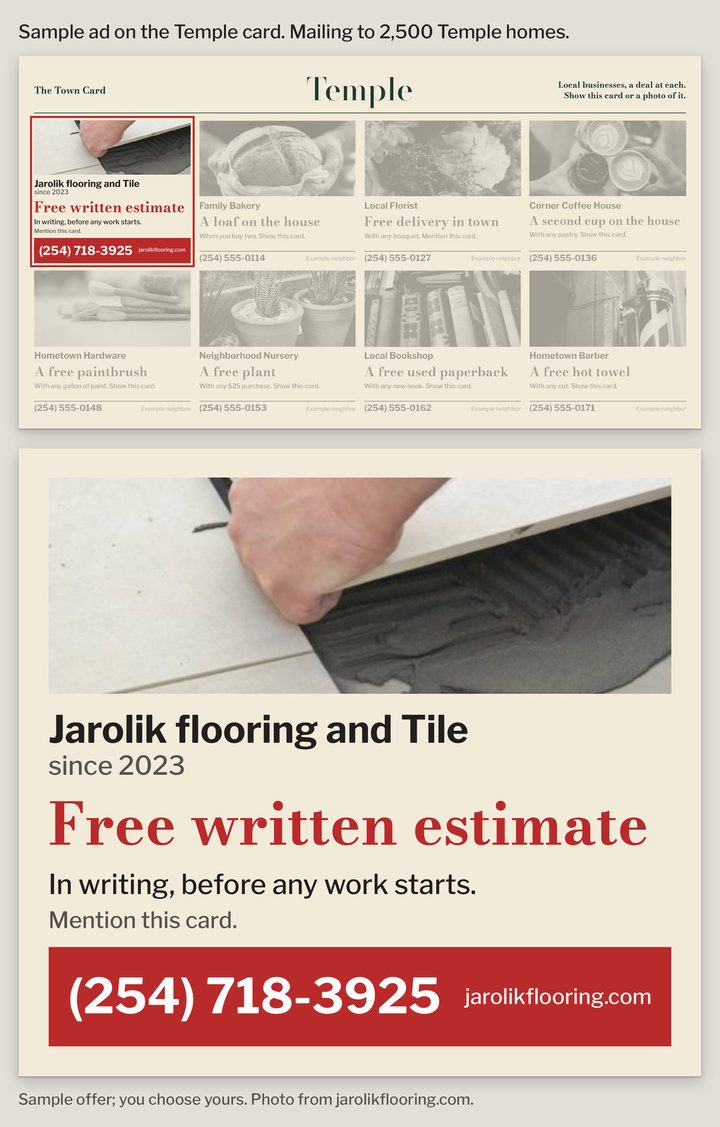 Sample ad on the Temple card. Mailing to 2,500 Temple homes.
The Town Card
Temple
Local businesses, a deal at each.
Show this card or a photo of it.
Jarolik flooring and Tile
since 2023
Free written estimate
In writing, before any work starts.
Mention this card.
(254) 718-3925 jarolikflooring.com
Family Bakery
A loaf on the house
When you buy two. Show this card.
(254) 555-0114 Example neighbor
Local Florist
Free delivery in town
With any bouquet. Mention this card.
(254) 555-0127 Example neighbor
Corner Coffee House
A second cup on the house
With any pastry. Show this card.
(254) 555-0136 Example neighbor
Hometown Hardware
A free paintbrush
With any gallon of paint. Show this card.
(254) 555-0148 Example neighbor
Neighborhood Nursery
A free plant
With any $25 purchase. Show this card.
(254) 555-0153 Example neighbor
Local Bookshop
A free used paperback
With any new book. Show this card.
(254) 555-0162 Example neighbor
Hometown Barber
A free hot towel
With any cut. Show this card.
(254) 555-0171 Example neighbor
Jarolik flooring and Tile
since 2023
Free written estimate
In writing, before any work starts.
Mention this card.
(254) 718-3925 jarolikflooring.com
Sample offer; you choose yours. Photo from jarolikflooring.com.